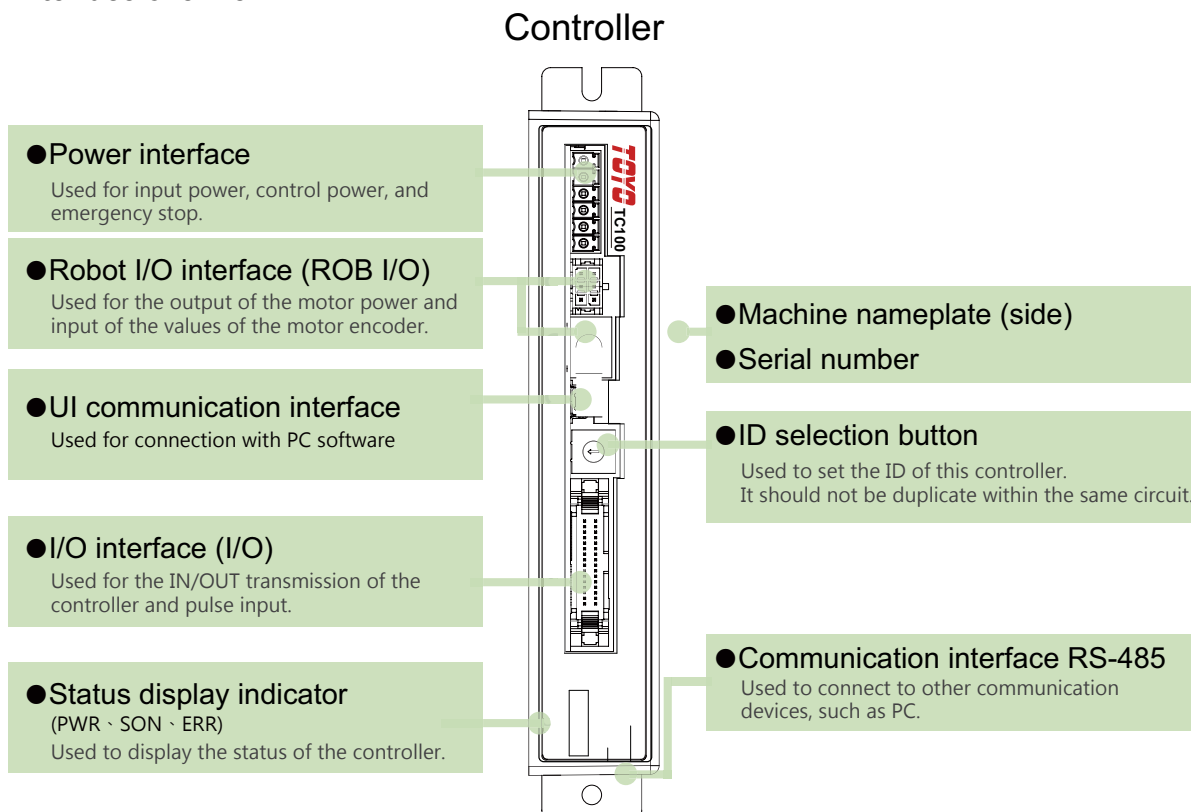 Controller
●Power interface
Used for input power, control power, and
emergency stop.
●Robot I/O interface (ROB I/O)
Used for the output of the motor power and
input of the values of the motor encoder.
●UI communication interface
Used for connection with PC software
●I/O interface (I/O)
Used for the IN/OUT transmission of the
controller and pulse input.
●Status display indicator
(PWR、SON、ERR)
Used to display the status of the controller.
TOYO
TC100
●Machine nameplate (side)
●Serial number
●ID selection button
Used to set the ID of this controller.
It should not be duplicate within the same circuit.
●Communication interface RS-485
Used to connect to other communication
devices, such as PC.